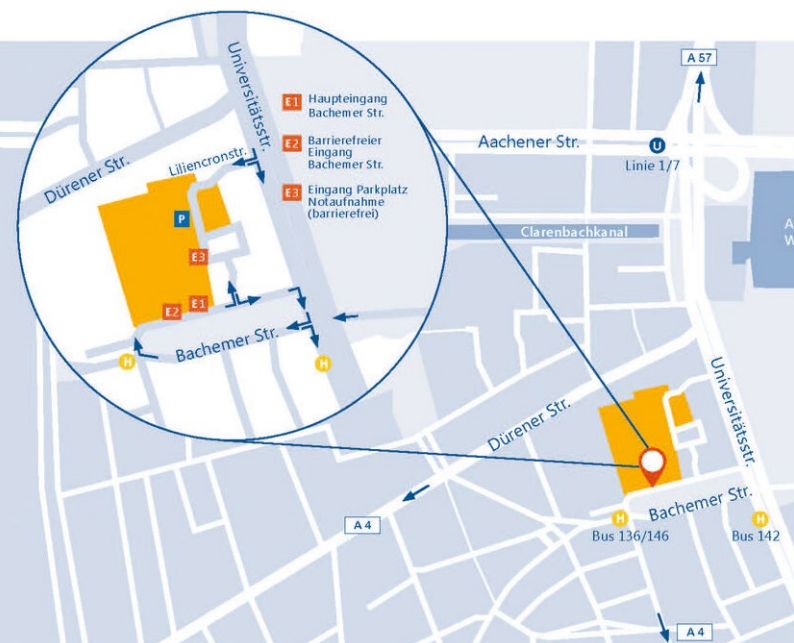 A 57
Universitätsstr.
E1 Haupteingang
Bachemer Str.
E2 Barrierefreier
Eingang
Bachemer Str.
E3 Eingang Parkplatz
Notaufnahme
(barrierefrei)
Dürener Str.
Liliencronstr.
P
E3
E2
E1
Bachemer Str.
H
H
Aachener Str.
U
Linie 1/7
Clarenbachkanal
A
W
Universitätsstr.
Dürener Str.
A 4
Bachemer Str.
H
Bus 136/146
H
Bus 142
A 4